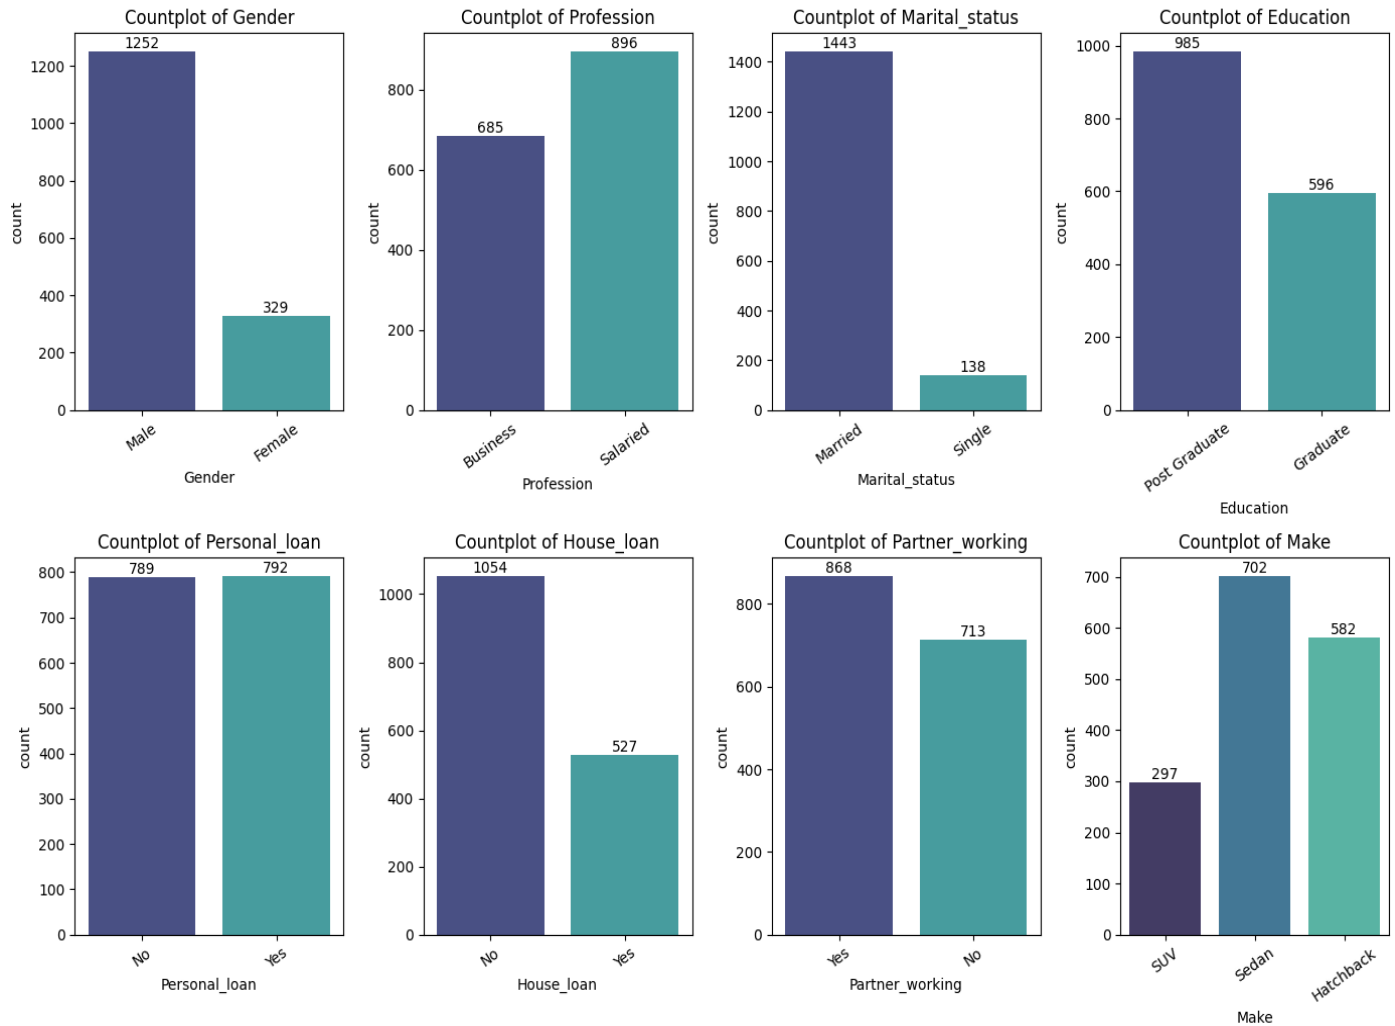 Countplot of Gender
1252
329
1200
1000
800
600
400
200
0
count
Male
Female
Gender
Countplot of Profession
896
685
800
600
400
200
0
count
Business
Salaried
Profession
Countplot of Marital_status
1443
138
1400
1200
1000
800
600
400
200
0
count
Married
Single
Marital_status
Countplot of Education
985
596
1000
800
600
400
200
0
count
Post Graduate
Graduate
Education
Countplot of Personal_loan
789
792
800
700
600
500
400
300
200
100
0
count
No
Yes
Personal_loan
Countplot of House_loan
1054
527
1000
800
600
400
200
0
count
No
Yes
House_loan
Countplot of Partner_working
868
713
800
600
400
200
0
count
Yes
No
Partner_working
Countplot of Make
702
582
297
700
600
500
400
300
200
100
0
count
SUV
Sedan
Hatchback
Make